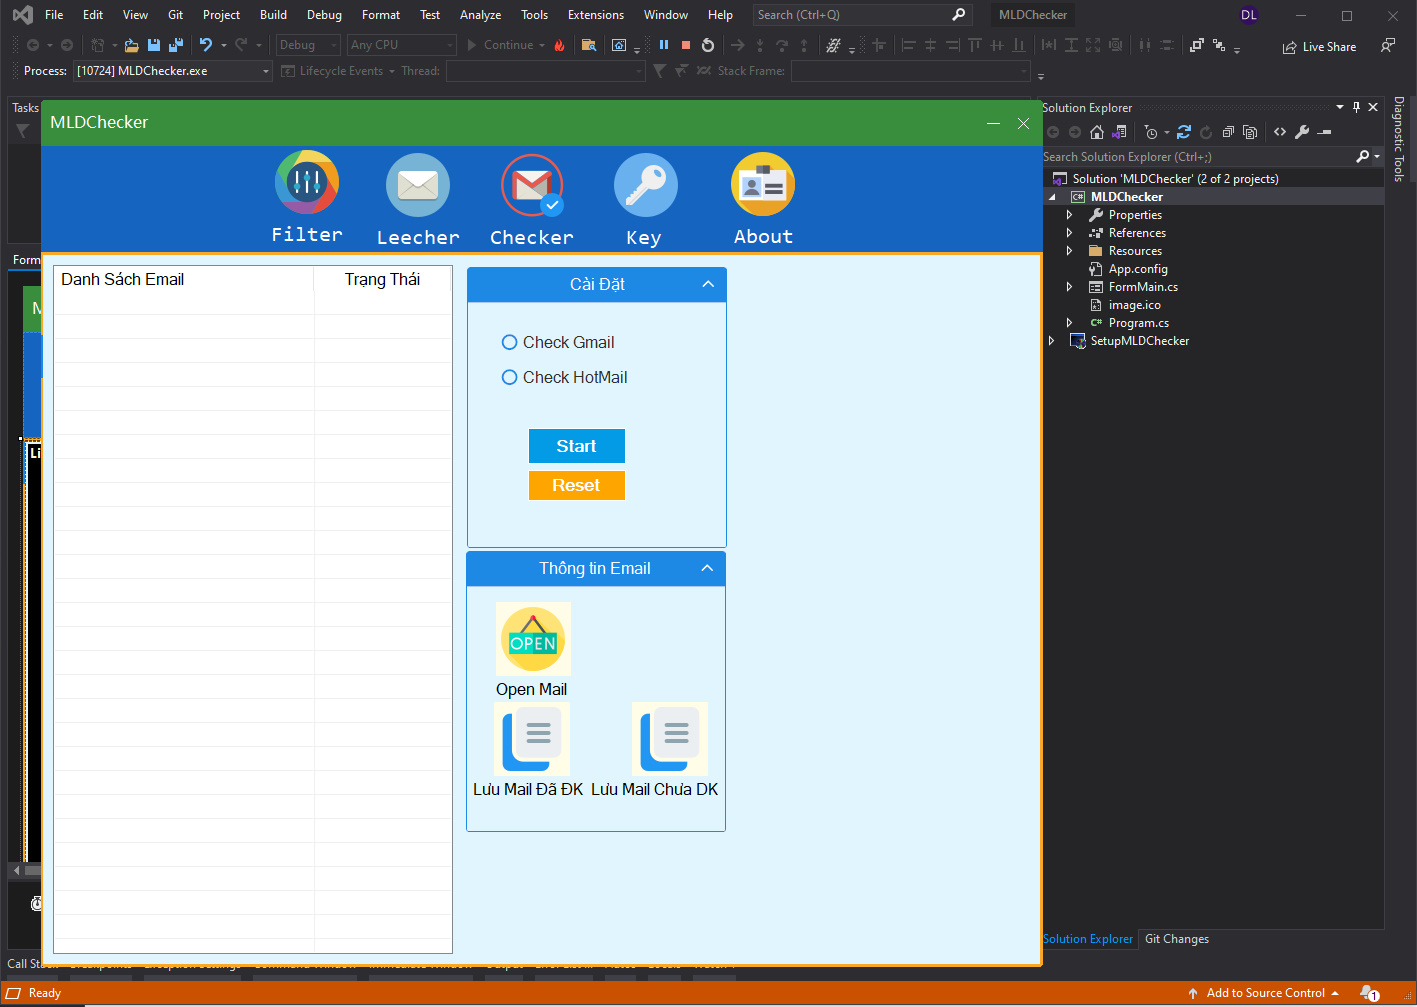 File Edit View Git Project Build Debug Format Test Analyze Tools Extensions Window Help Search (Ctrl+Q) MLDChecker DL
Debug Any CPU Continue Live Share
Process: [10724] MLDChecker.exe Lifecycle Events Thread: Stack Frame:
Tasks
MLDChecker
Filter Leecher Checker Key About
Form
Li
Danh Sách Email Trạng Thái
Cài Đặt
Check Gmail
Check HotMail
Start
Reset
Thông tin Email
OPEN
Open Mail
Lưu Mail Đã ĐK Lưu Mail Chưa DK
Solution Explorer
Search Solution Explorer (Ctrl+;)
Solution 'MLDChecker' (2 of 2 projects)
MLDChecker
Properties
References
Resources
App.config
FormMain.cs
image.ico
Program.cs
SetupMLDChecker
Diagnostic Tools
Solution Explorer Git Changes
Call St
Ready Add to Source Control 1